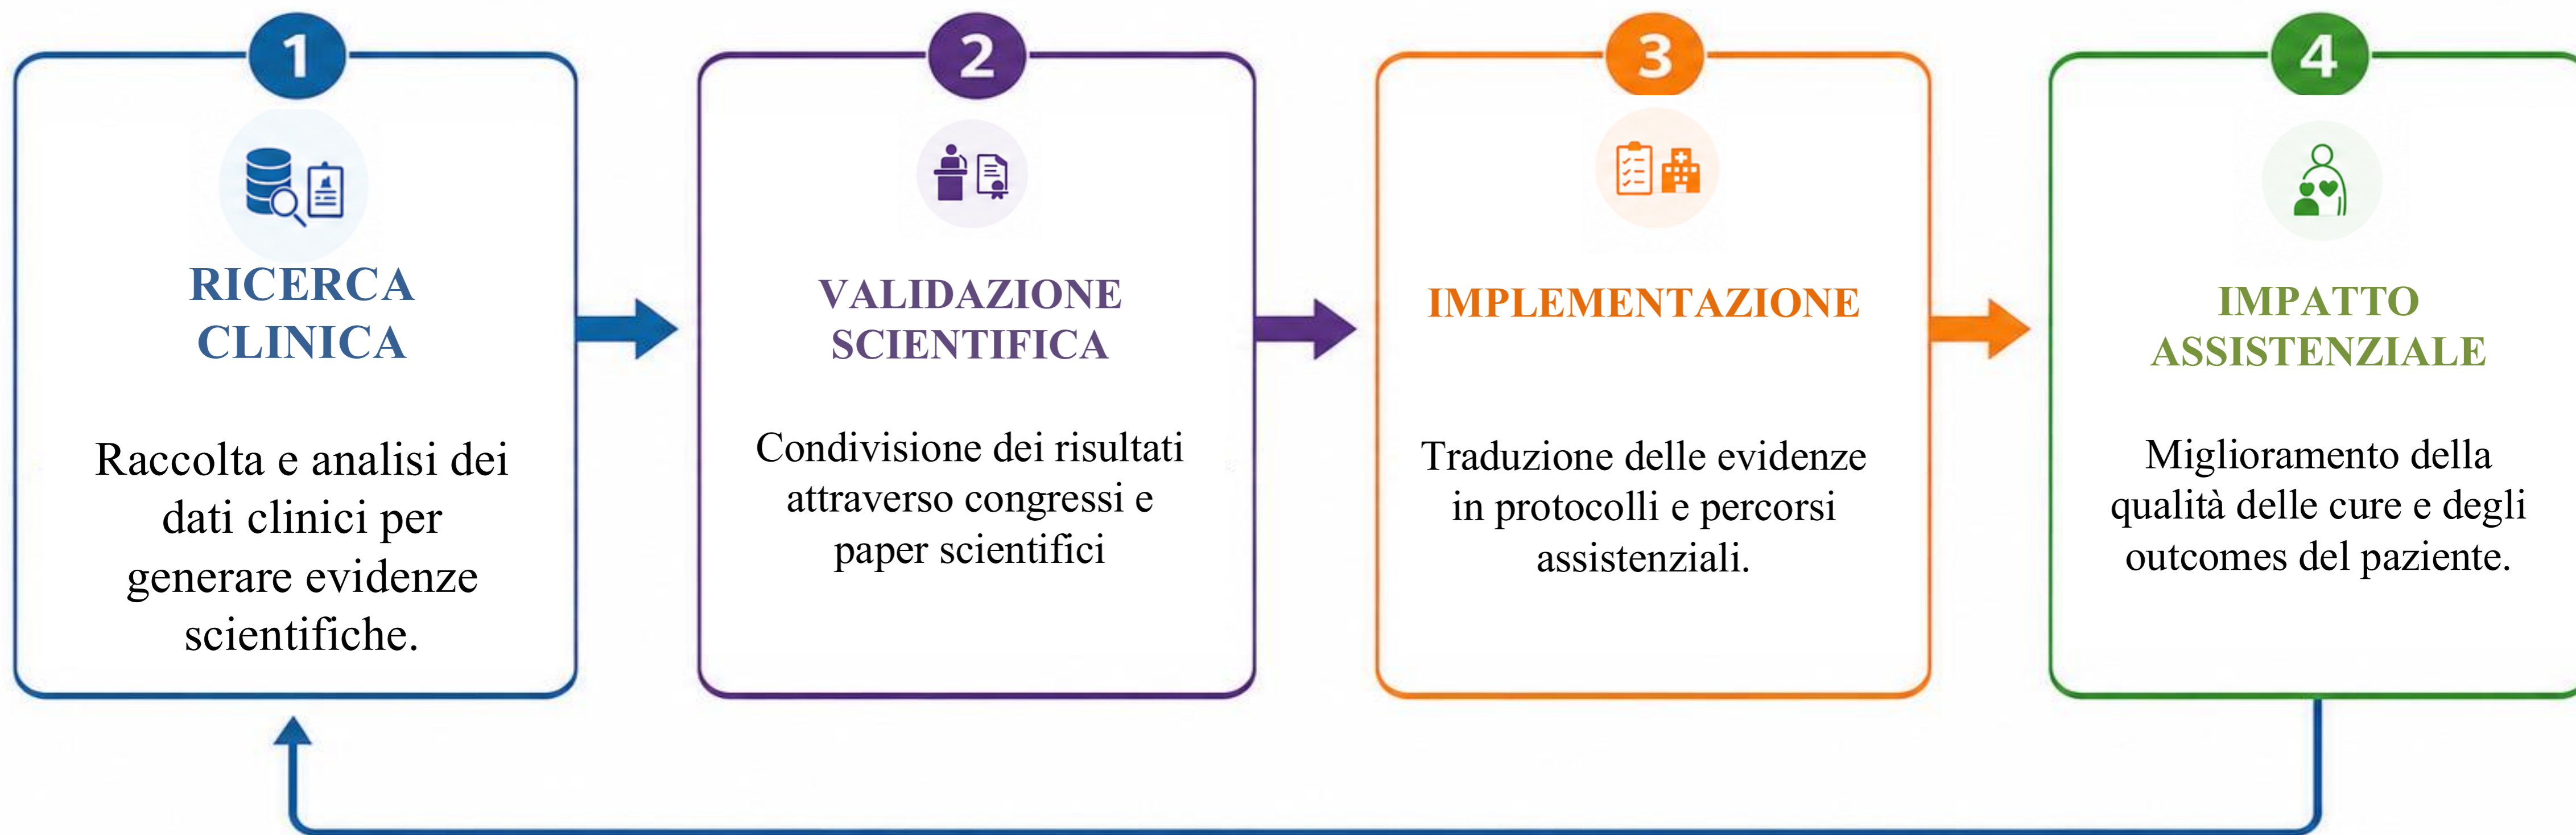 1
RICERCA
CLINICA
Raccolta e analisi dei
dati clinici per
generare evidenze
scientifiche.
2
VALIDAZIONE
SCIENTIFICA
Condivisione dei risultati
attraverso congressi e
paper scientifici
3
IMPLEMENTAZIONE
Traduzione delle evidenze
in protocolli e percorsi
assistenziali.
4
IMPATTO
ASSISTENZIALE
Miglioramento della
qualità delle cure e degli
outcomes del paziente.